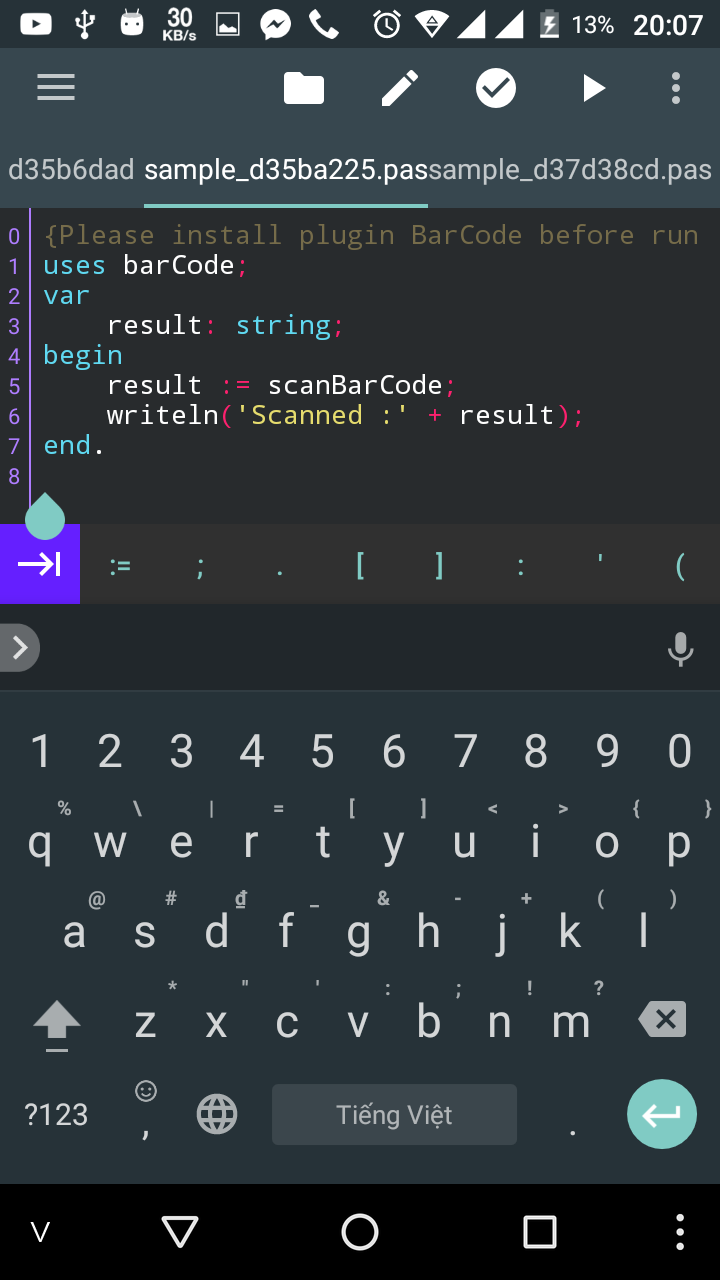 30
KB/s
13%
20:07
d35b6dad sample_d35ba225.pas sample_d37d38cd.pas
0 {Please install plugin BarCode before run
1 uses barCode;
2 var
3 result: string;
4 begin
5 result := scanBarCode;
6 writeln('Scanned :' + result);
7 end.
8
:= ; . [ ] : ' (
1 2 3 4 5 6 7 8 9 0
% \ | = [ ] < > { }
q w e r t y u i o p
@ # ₫ _ & - + ( )
a s d f g h j k l
* " ' : ; ! ?
z x c v b n m
?123 , Tiếng Việt .